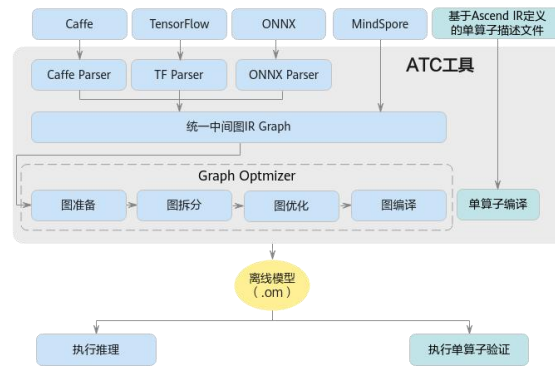 Caffe
TensorFlow
ONNX
MindSpore
基于Ascend IR定义
的单算子描述文件
ATC工具
Caffe Parser
TF Parser
ONNX Parser
统一中间图IR Graph
Graph Optmizer
图准备
图拆分
图优化
图编译
单算子编译
离线模型
（.om）
执行推理
执行单算子验证